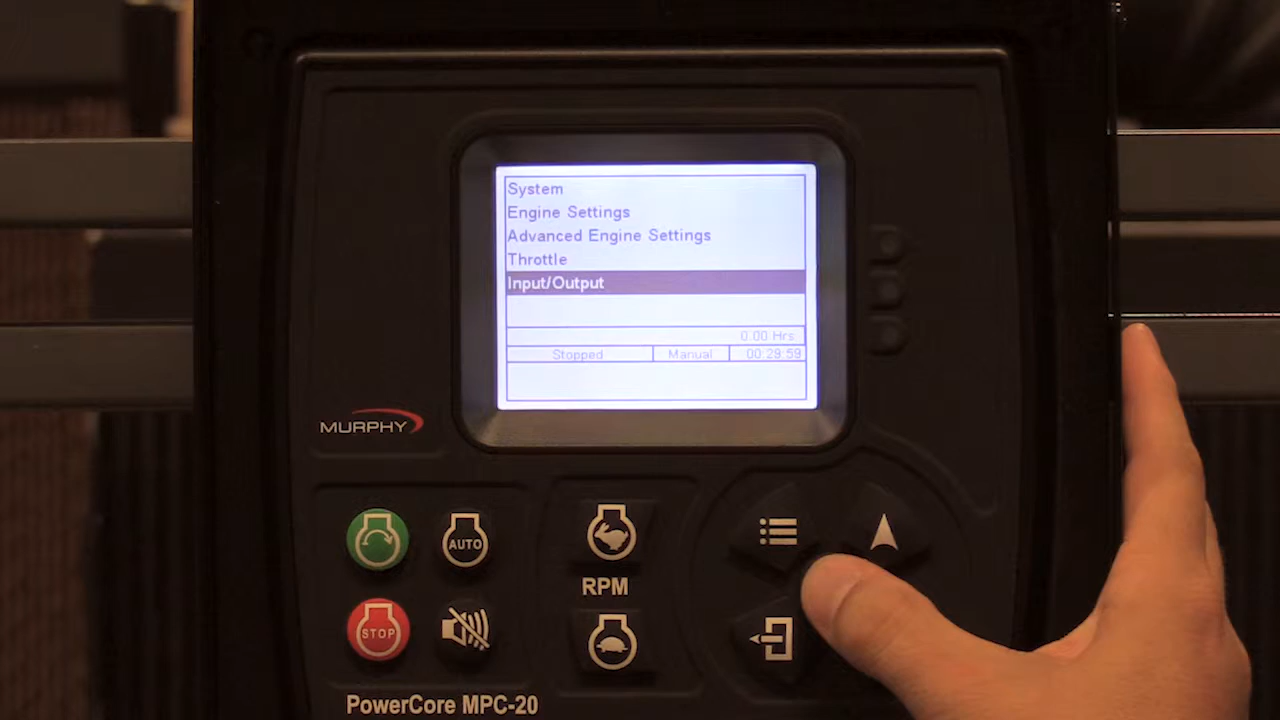 System
Engine Settings
Advanced Engine Settings
Throttle
Input/Output
0.00 Hrs
Stopped Manual 00:29:59
MURPHY
AUTO
RPM
STOP
PowerCore MPC-20